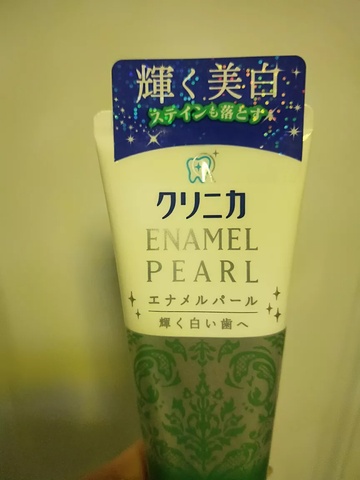 輝く美白
ステインも落とす
クリニカ
ENAMEL
PEARL
エナメルパール
輝く白い歯へ